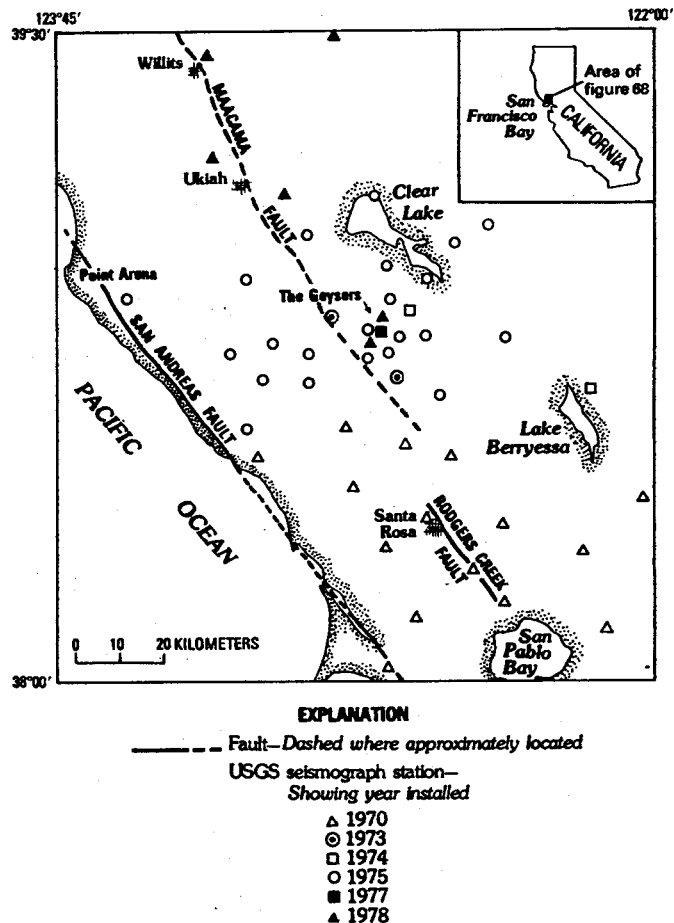 123°45'
122°00'
39°30'
Willits
MAACAMA
FAULT
Ukiah
Clear
Lake
Area of
figure 68
San
Francisco
Bay
CALIFORNIA
Point Arena
The Geysers
SAN ANDREAS FAULT
PACIFIC
OCEAN
Lake
Berryessa
Santa
Rosa
RODGERS CREEK
FAULT
San
Pablo
Bay
0 10 20 KILOMETERS
38°00'
EXPLANATION
Fault—Dashed where approximately located
USGS seismograph station—
Showing year installed
1970
1973
1974
1975
1977
1978